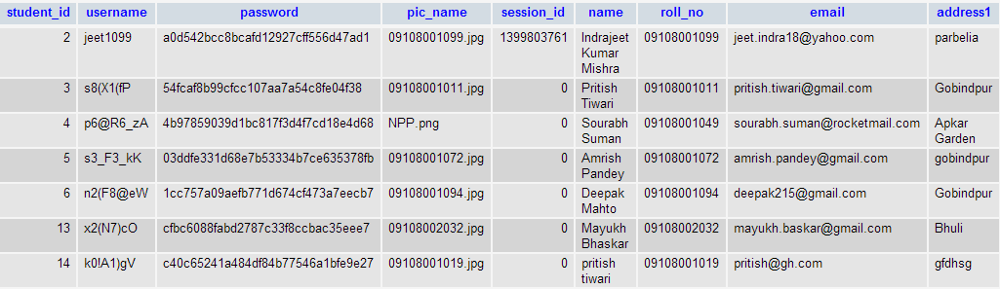 student_id username password pic_name session_id name roll_no email address1
2 jeet1099 a0d542bcc8bcafd12927cff556d47ad1 09108001099.jpg 1399803761 Indrajeet Kumar Mishra 09108001099 jeet.indra18@yahoo.com parbelia
3 s8(X1(fP 54fcaf8b99cfcc107aa7a54c8fe04f38 09108001011.jpg 0 Pritish Tiwari 09108001011 pritish.tiwari@gmail.com Gobindpur
4 p6@R6_zA 4b97859039d1bc817f3d4f7cd18e4d68 NPP.png 0 Sourabh Suman 09108001049 sourabh.suman@rocketmail.com Apkar Garden
5 s3_F3_kK 03ddfe331d68e7b53334b7ce635378fb 09108001072.jpg 0 Amrish Pandey 09108001072 amrish.pandey@gmail.com gobindpur
6 n2(F8@eW 1cc757a09aefb771d674cf473a7eecb7 09108001094.jpg 0 Deepak Mahto 09108001094 deepak215@gmail.com Gobindpur
13 x2(N7)cO cfbc6088fabd2787c33f8ccbac35eee7 09108002032.jpg 0 Mayukh Bhaskar 09108002032 mayukh.baskar@gmail.com Bhuli
14 k0!A1)gV c40c65241a484df84b77546a1bfe9e27 09108001019.jpg 0 pritish tiwari 09108001019 pritish@gh.com gfdhsg